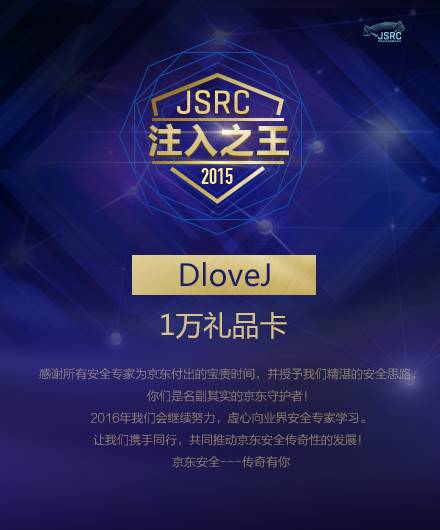 JSRC
JSRC
注入之王
2015
DloveJ
1万礼品卡
感谢所有安全专家为京东付出的宝贵时间，并授予我们精湛的安全思路，
你们是名副其实的京东守护者！
2016年我们会继续努力，虚心向业界安全专家学习。
让我们携手同行，共同推动京东安全传奇性的发展！
京东安全---传奇有你